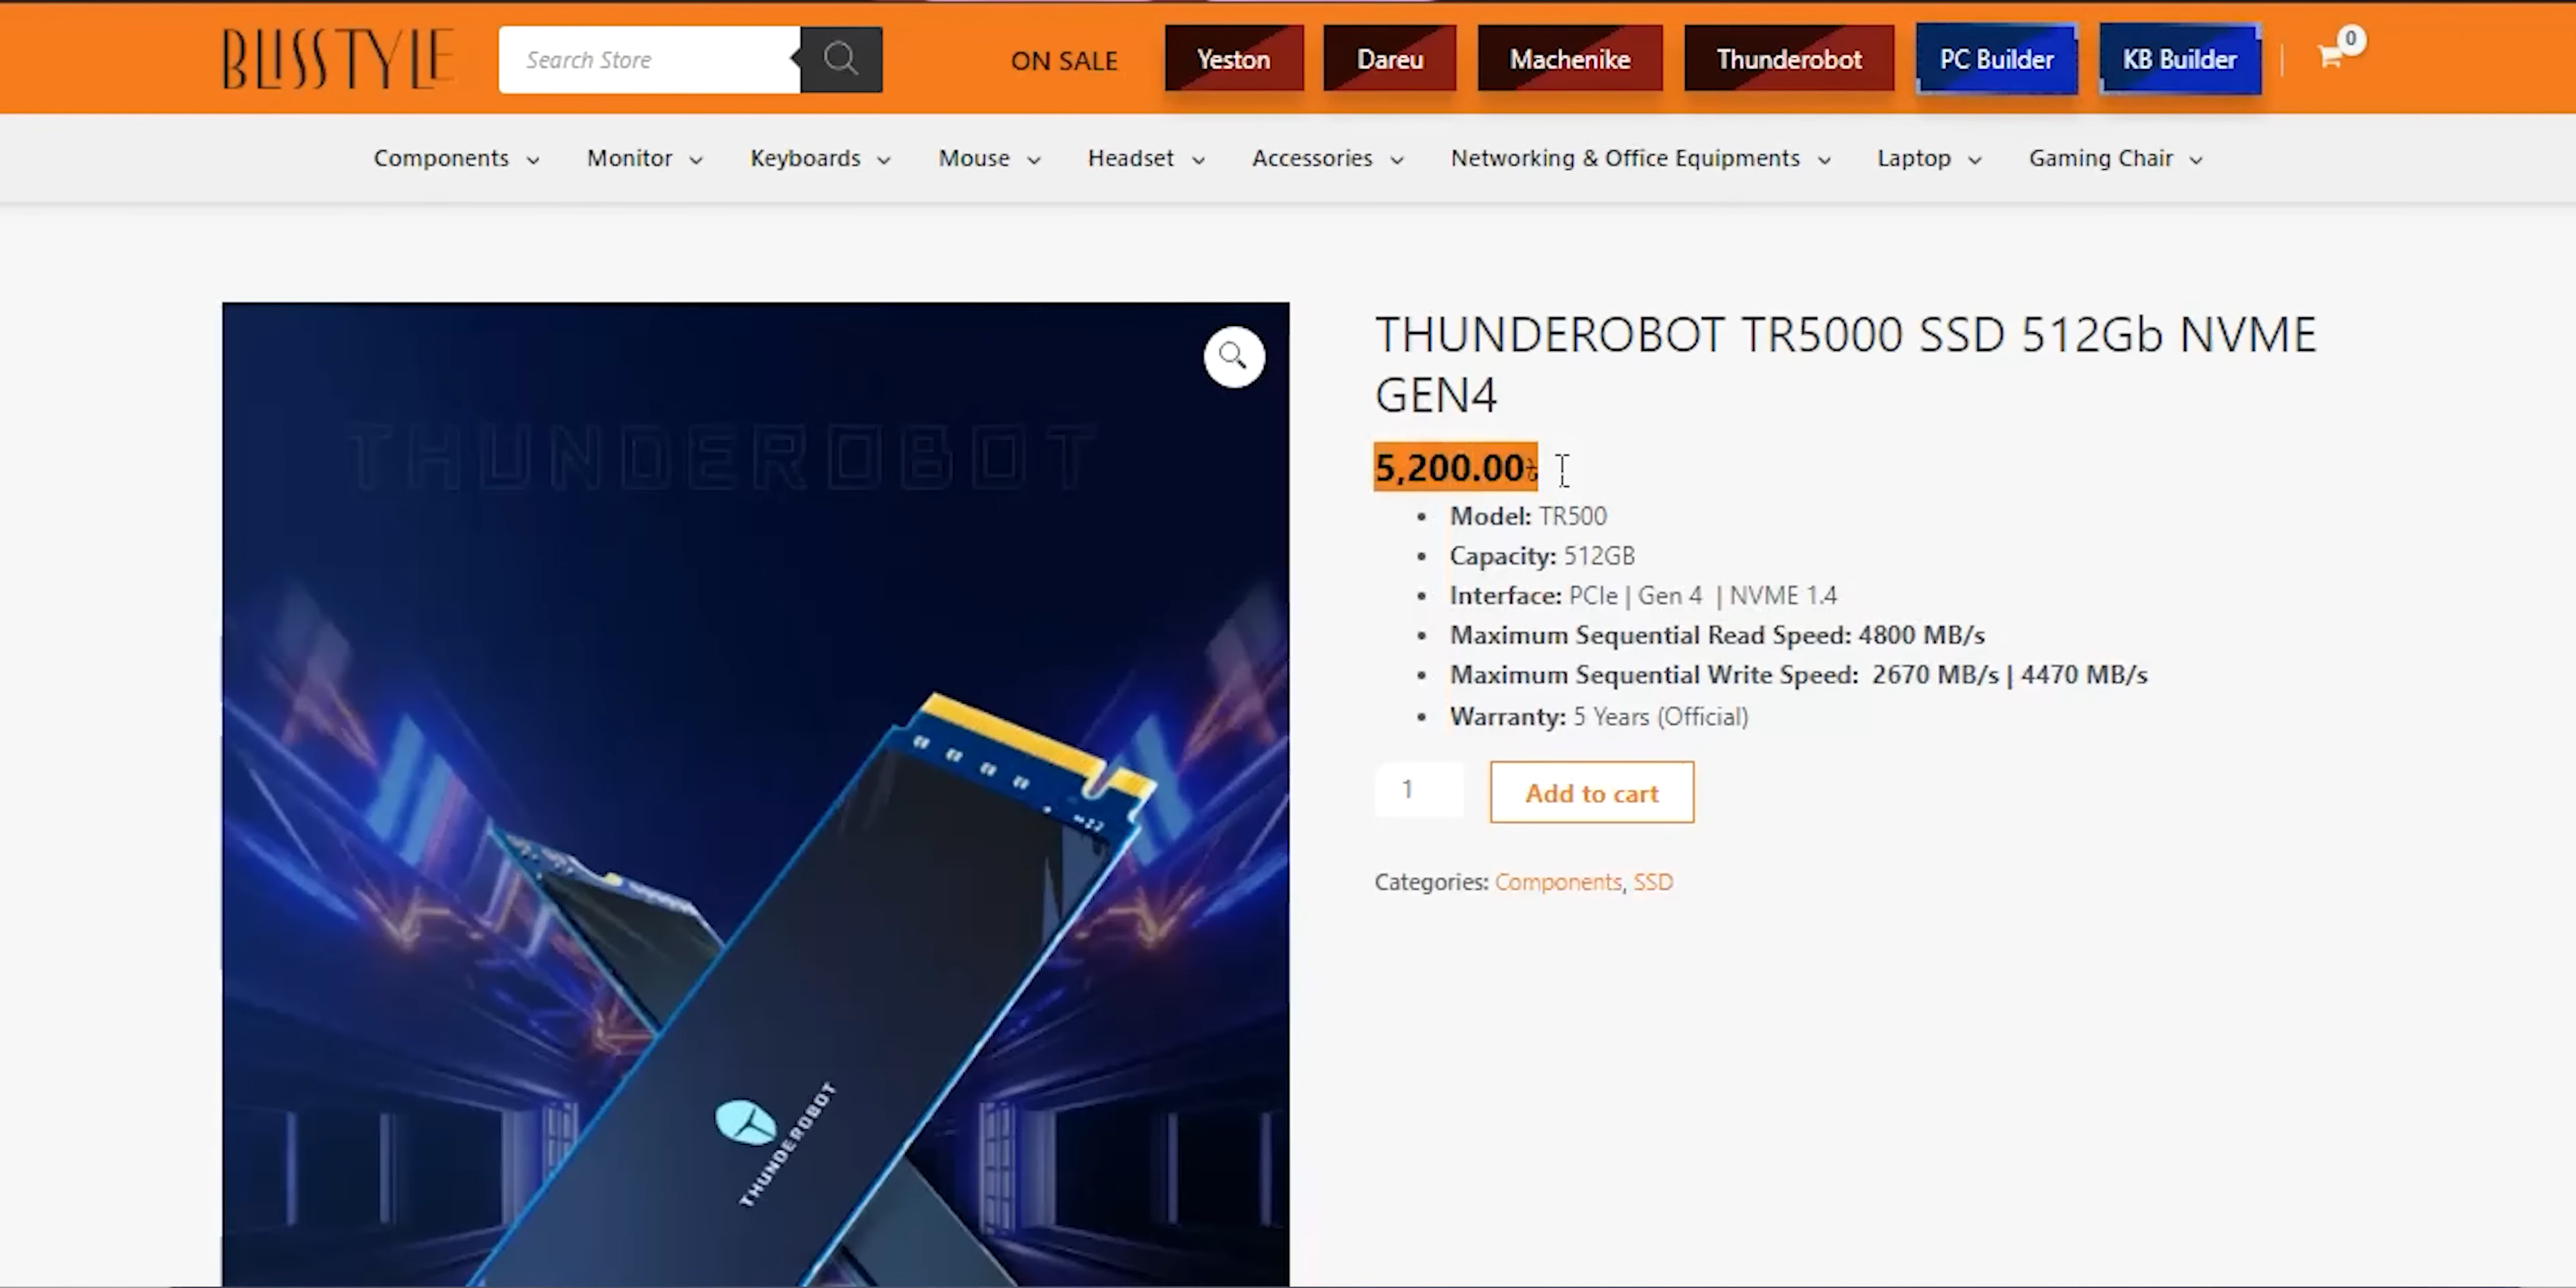 BLISSTYLE
Search Store
ON SALE
Yeston
Dareu
Machenike
Thunderobot
PC Builder
KB Builder
0
Components
Monitor
Keyboards
Mouse
Headset
Accessories
Networking & Office Equipments
Laptop
Gaming Chair
THUNDEROBOT
THUNDEROBOT
THUNDEROBOT TR5000 SSD 512Gb NVME
GEN4
5,200.00৳
Model: TR500
Capacity: 512GB
Interface: PCIe | Gen 4 | NVME 1.4
Maximum Sequential Read Speed: 4800 MB/s
Maximum Sequential Write Speed: 2670 MB/s | 4470 MB/s
Warranty: 5 Years (Official)
1
Add to cart
Categories: Components, SSD